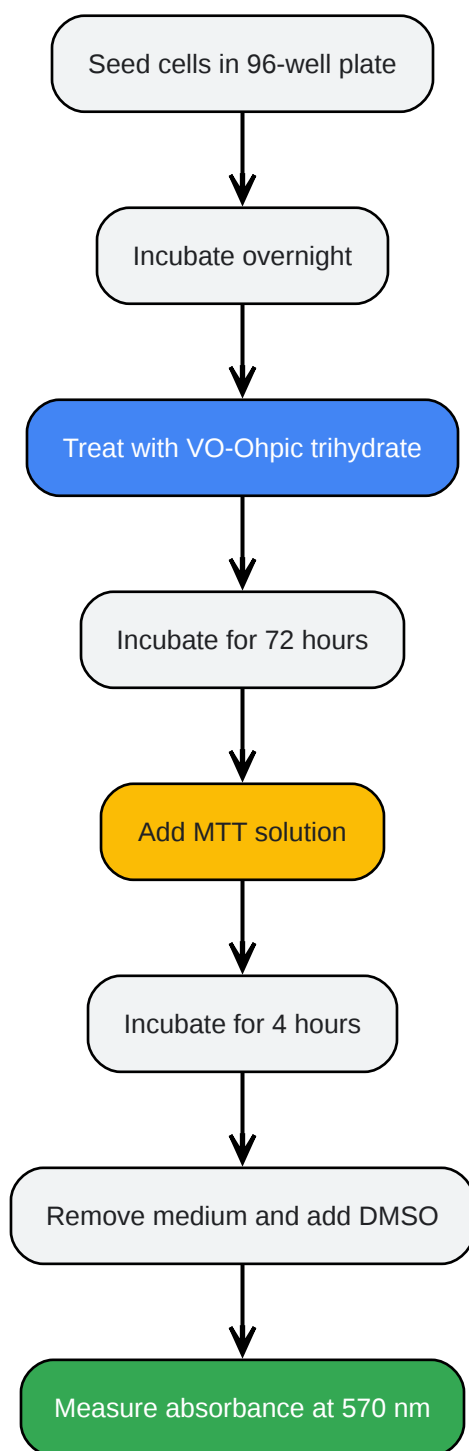 Seed cells in 96-well plate
Incubate overnight
Treat with VO-Ohpic trihydrate
Incubate for 72 hours
Add MTT solution
Incubate for 4 hours
Remove medium and add DMSO
Measure absorbance at 570 nm